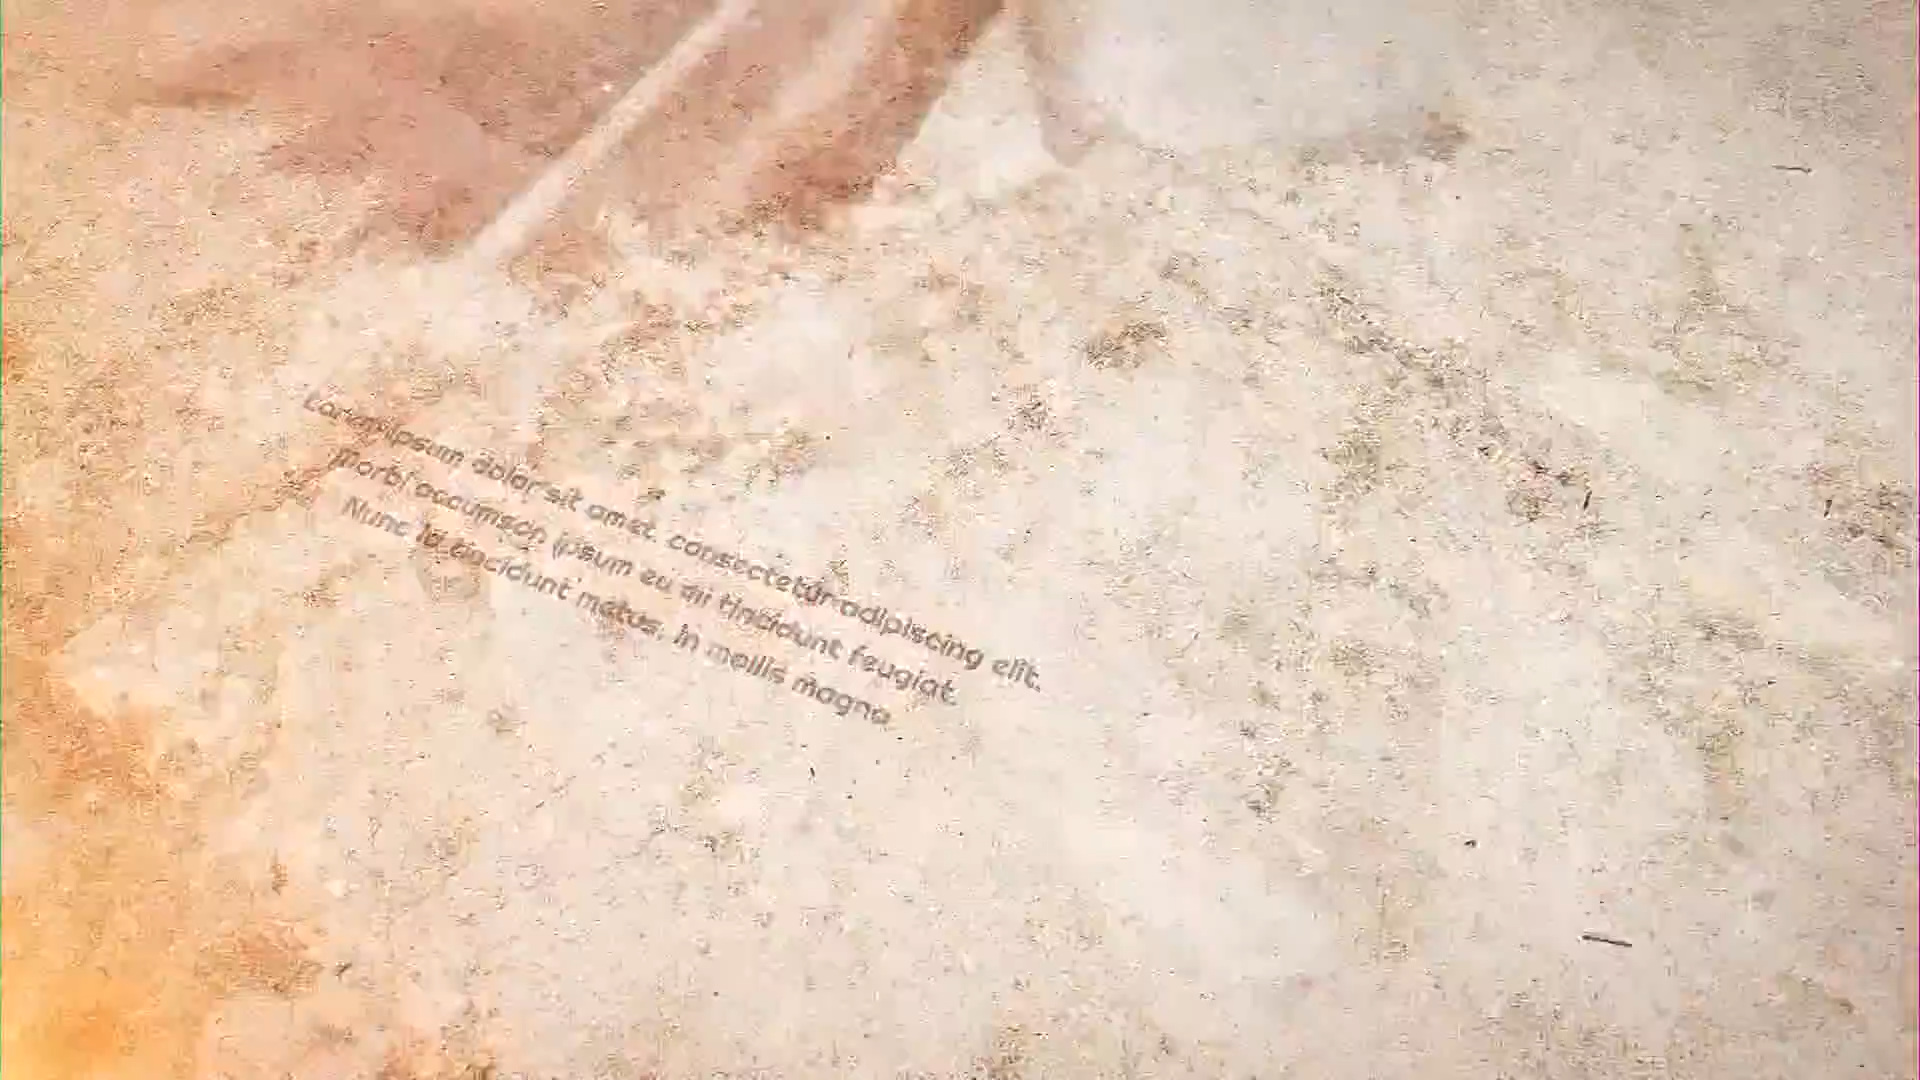 Lorem ipsum dolor sit amet, consectetur adipiscing elit.
Morbi accumsan ipsum eu dui tincidunt feugiat.
Nunc id tincidunt metus. In mollis magna